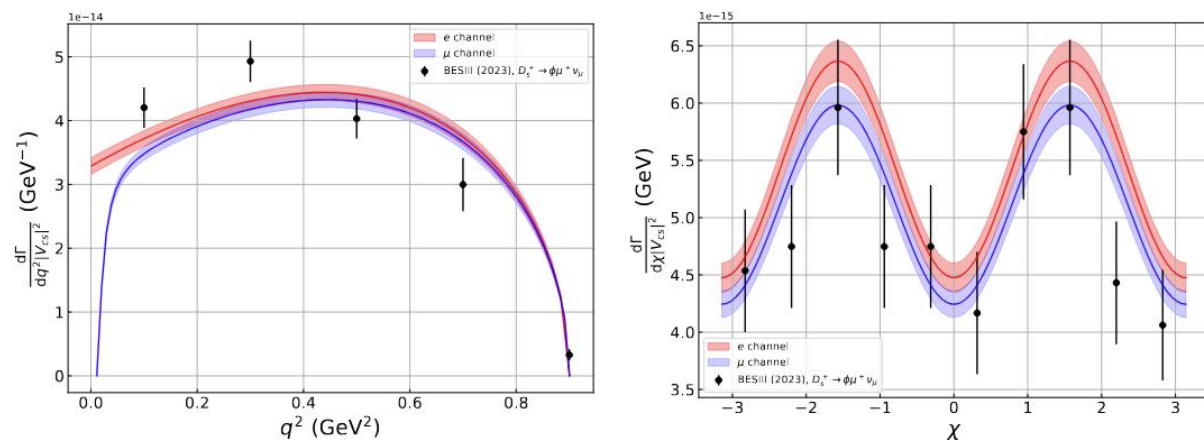 1e−14
5
4
3
2
1
0
0.0 0.2 0.4 0.6 0.8
q² (GeV²)
dΓ/dq²|V_cs|² (GeV⁻¹)
e channel
μ channel
BESIII (2023), D_s⁺ → ϕμ⁺ν_μ
1e−15
6.5
6.0
5.5
5.0
4.5
4.0
3.5
−3 −2 −1 0 1 2 3
χ
dΓ/dχ|V_cs|² (GeV)
e channel
μ channel
BESIII (2023), D_s⁺ → ϕμ⁺ν_μ